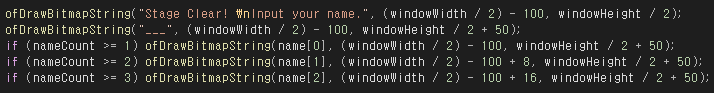 ofDrawBitmapString("Stage Clear! ₩nInput your name.", (windowWidth / 2) - 100, windowHeight / 2);
ofDrawBitmapString("___", (windowWidth / 2) - 100, windowHeight / 2 + 50);
if (nameCount >= 1) ofDrawBitmapString(name[0], (windowWidth / 2) - 100, windowHeight / 2 + 50);
if (nameCount >= 2) ofDrawBitmapString(name[1], (windowWidth / 2) - 100 + 8, windowHeight / 2 + 50);
if (nameCount >= 3) ofDrawBitmapString(name[2], (windowWidth / 2) - 100 + 16, windowHeight / 2 + 50);